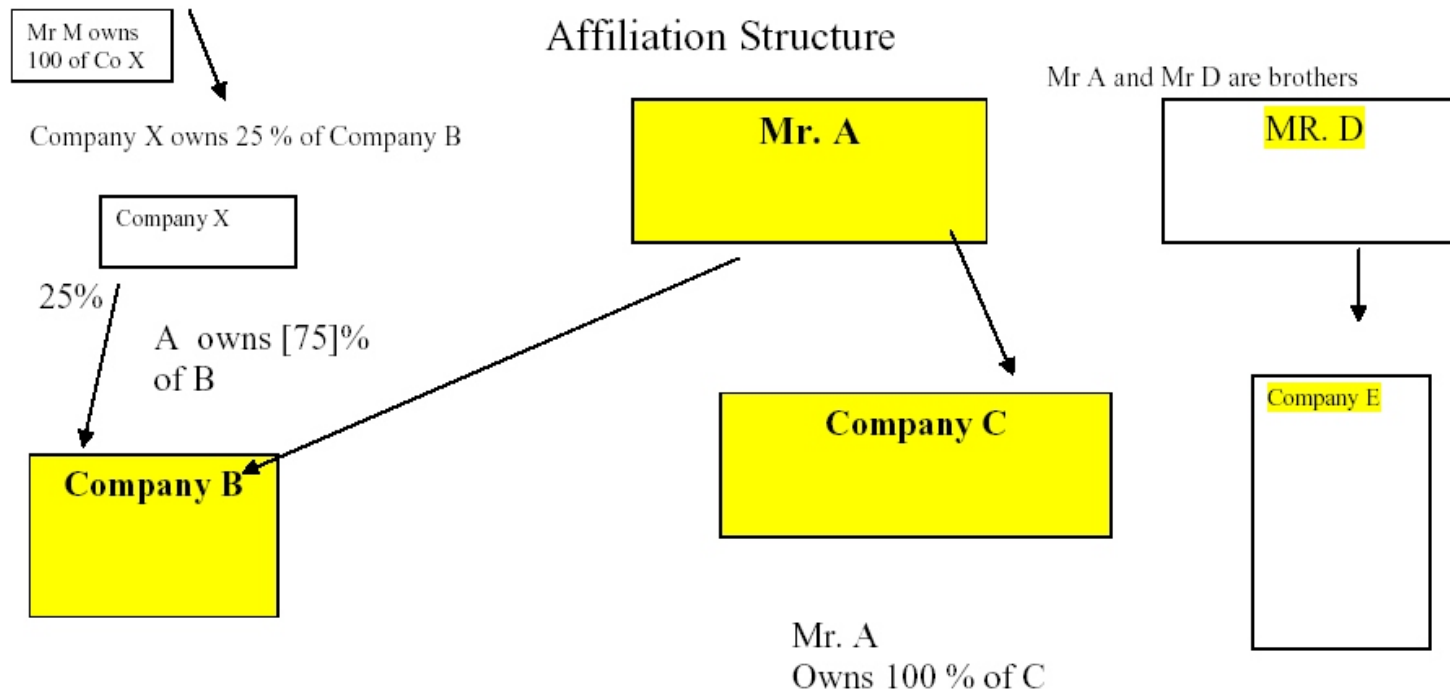 Affiliation Structure
Mr M owns
100 of Co X
Mr A and Mr D are brothers
Company X owns 25 % of Company B
Mr. A
MR. D
Company X
25%
A owns [75]%
of B
Company E
Company C
Company B
Mr. A
Owns 100 % of C